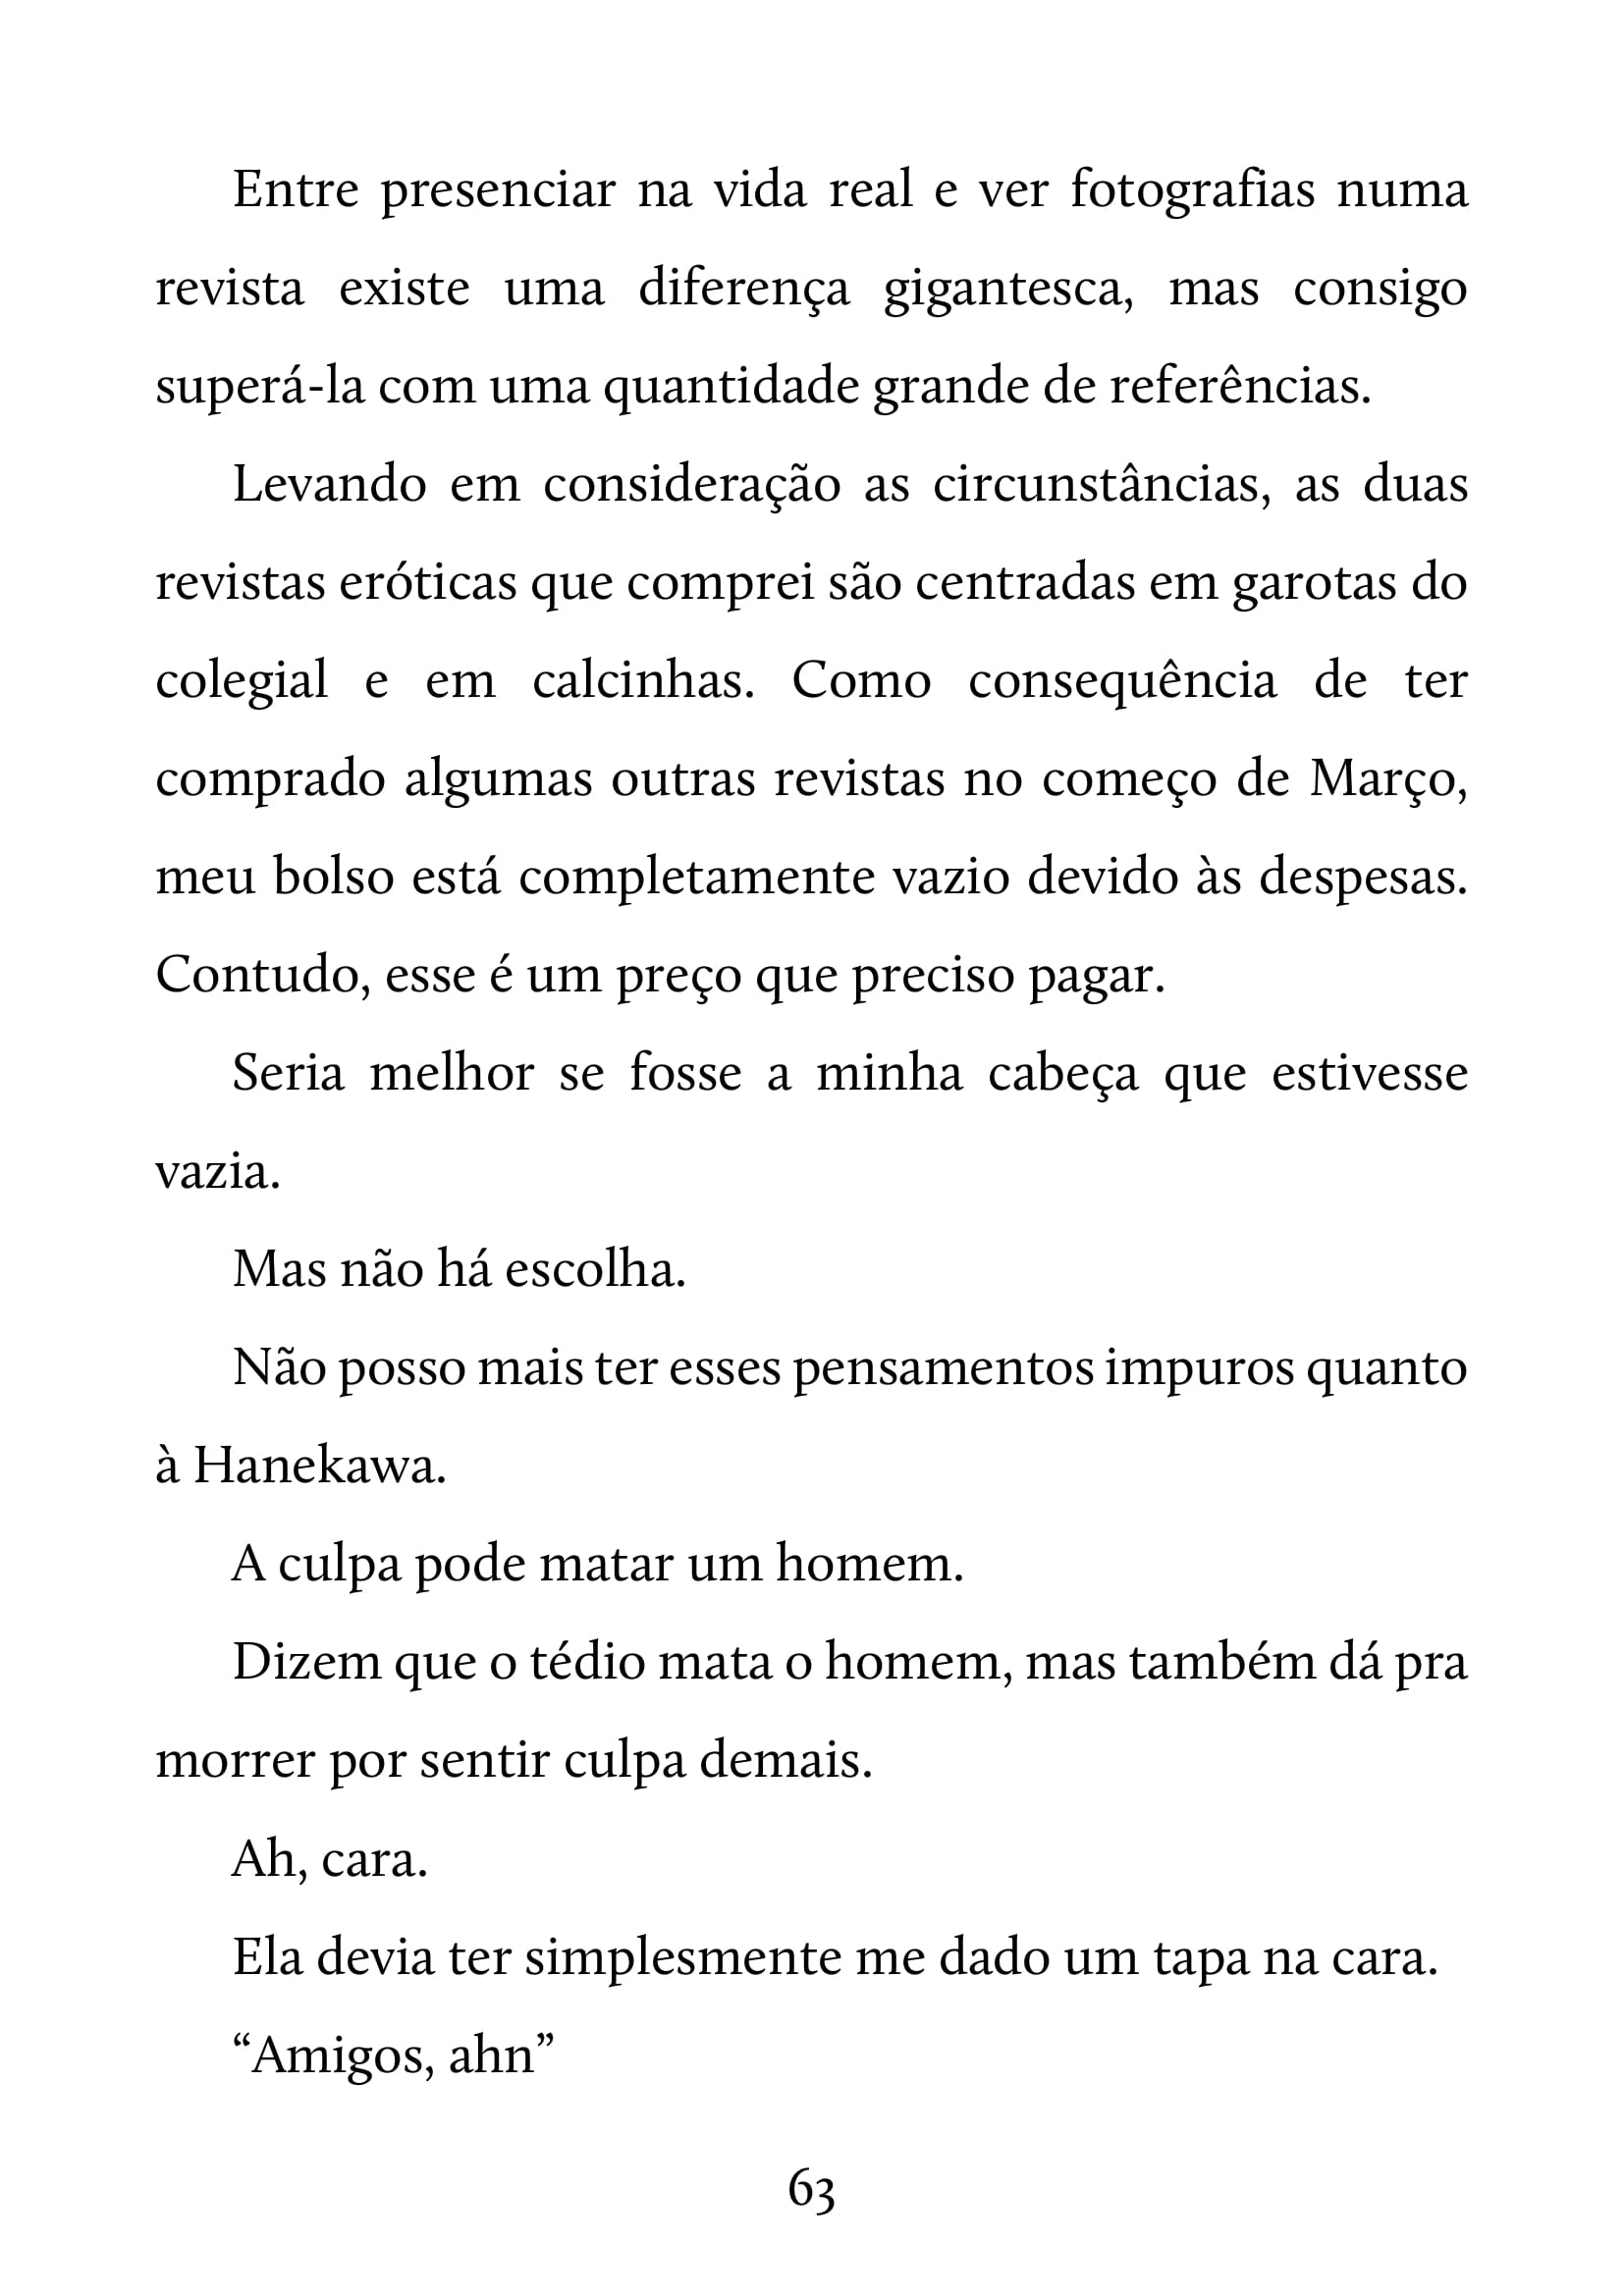 Entre presenciar na vida real e ver fotografias numa
revista existe uma diferença gigantesca, mas consigo
superá-la com uma quantidade grande de referências.
Levando em consideração as circunstâncias, as duas
revistas eróticas que comprei são centradas em garotas do
colegial e em calcinhas. Como consequência de ter
comprado algumas outras revistas no começo de Março,
meu bolso está completamente vazio devido às despesas.
Contudo, esse é um preço que preciso pagar.
Seria melhor se fosse a minha cabeça que estivesse
vazia.
Mas não há escolha.
Não posso mais ter esses pensamentos impuros quanto
à Hanekawa.
A culpa pode matar um homem.
Dizem que o tédio mata o homem, mas também dá pra
morrer por sentir culpa demais.
Ah, cara.
Ela devia ter simplesmente me dado um tapa na cara.
“Amigos, ahn”
63